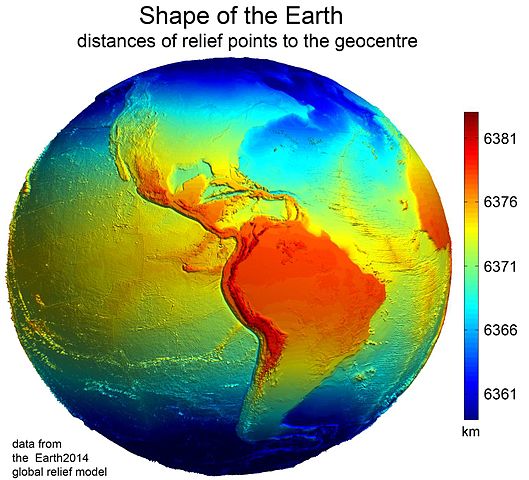 Shape of the Earth
distances of relief points to the geocentre
6381
6376
6371
6366
6361
km
data from
the Earth2014
global relief model